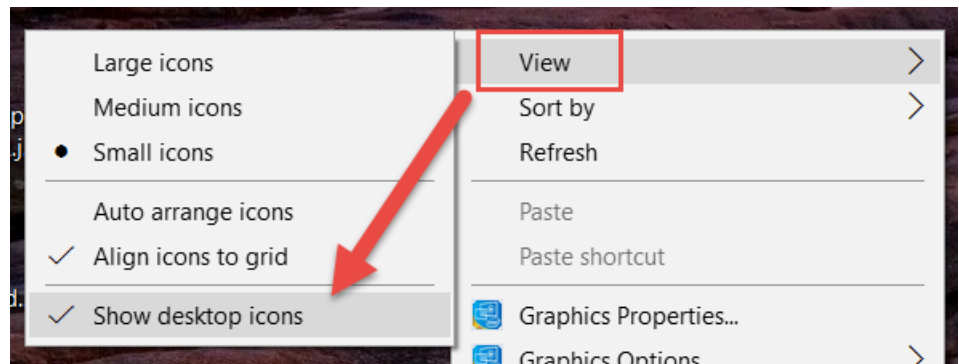 Large icons
Medium icons
Small icons
Auto arrange icons
Align icons to grid
Show desktop icons
View
Sort by
Refresh
Paste
Paste shortcut
Graphics Properties...
Graphics Options
p
.j
d.